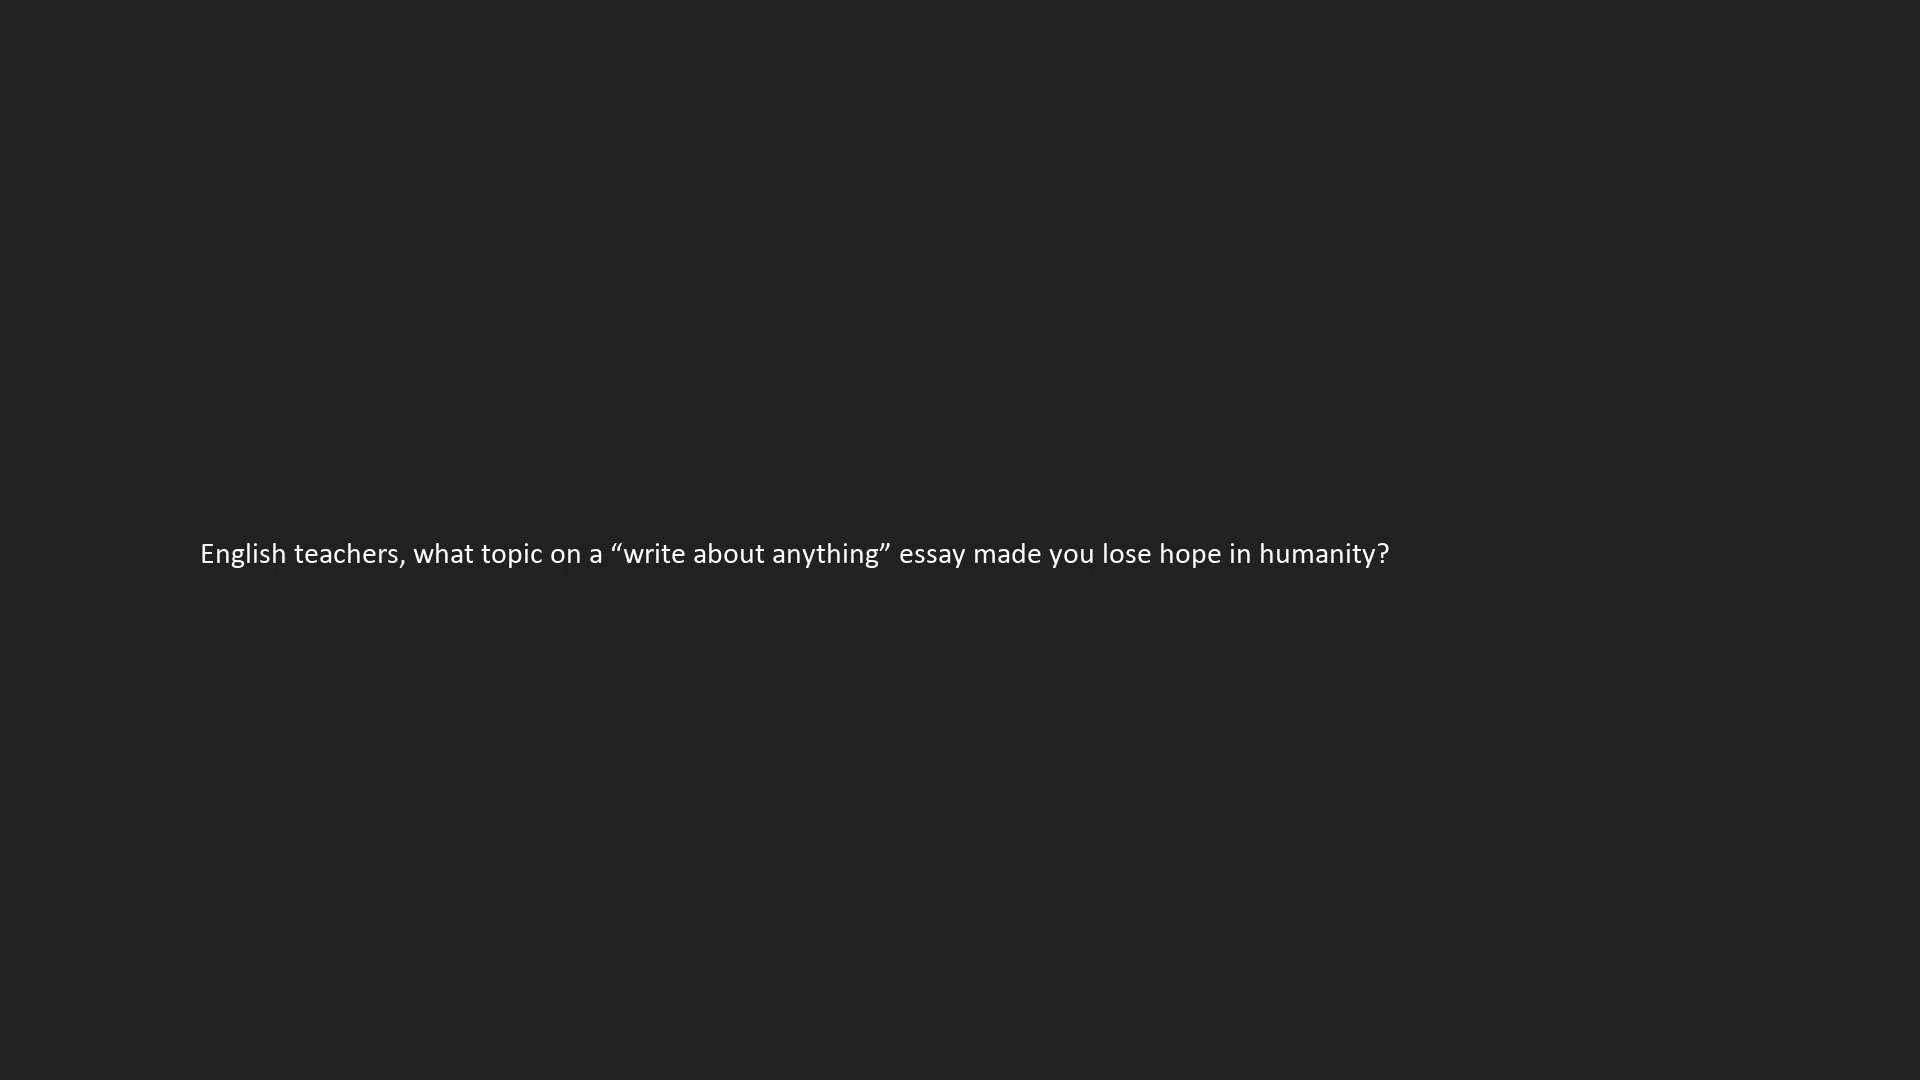 English teachers, what topic on a “write about anything” essay made you lose hope in humanity?